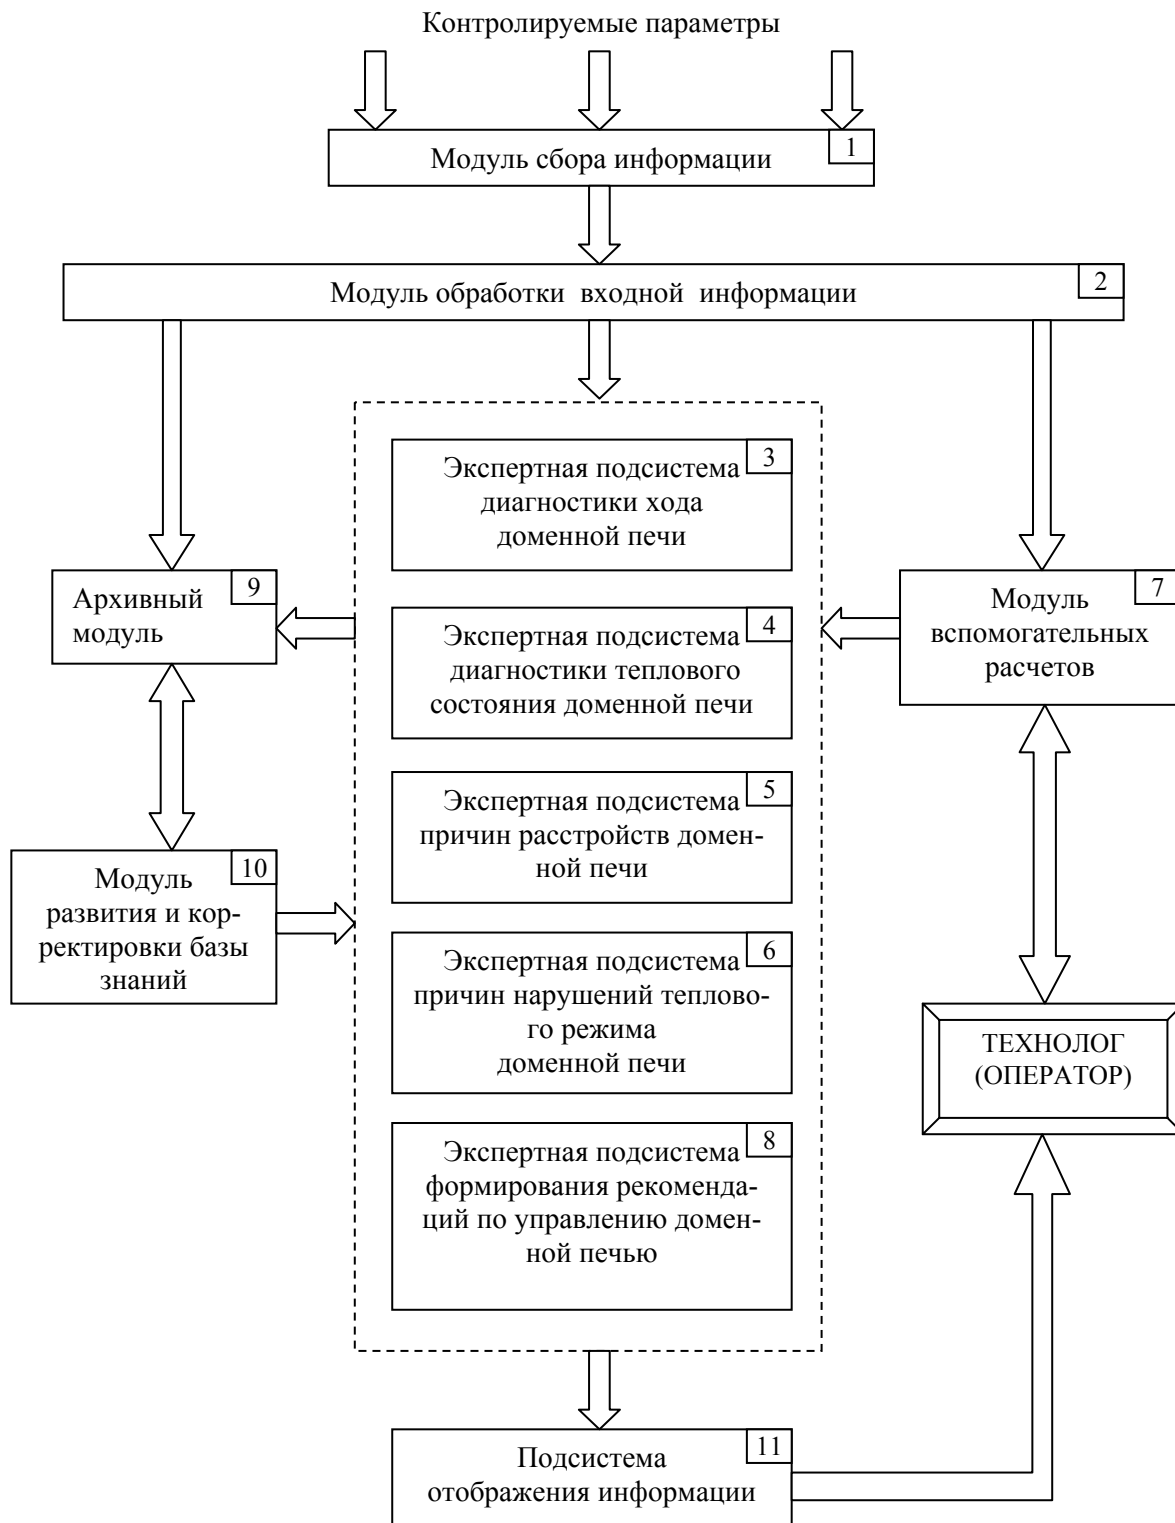 Контролируемые параметры
1
Модуль сбора информации
2
Модуль обработки входной информации
3
Экспертная подсистема
диагностики хода
доменной печи
9
Архивный
модуль
4
Экспертная подсистема
диагностики теплового
состояния доменной печи
7
Модуль
вспомогательных
расчетов
5
Экспертная подсистема
причин расстройств домен-
ной печи
10
Модуль
развития и кор-
ректировки базы
знаний
6
Экспертная подсистема
причин нарушений теплово-
го режима
доменной печи
ТЕХНОЛОГ
(ОПЕРАТОР)
8
Экспертная подсистема
формирования рекоменда-
ций по управлению домен-
ной печью
11
Подсистема
отображения информации